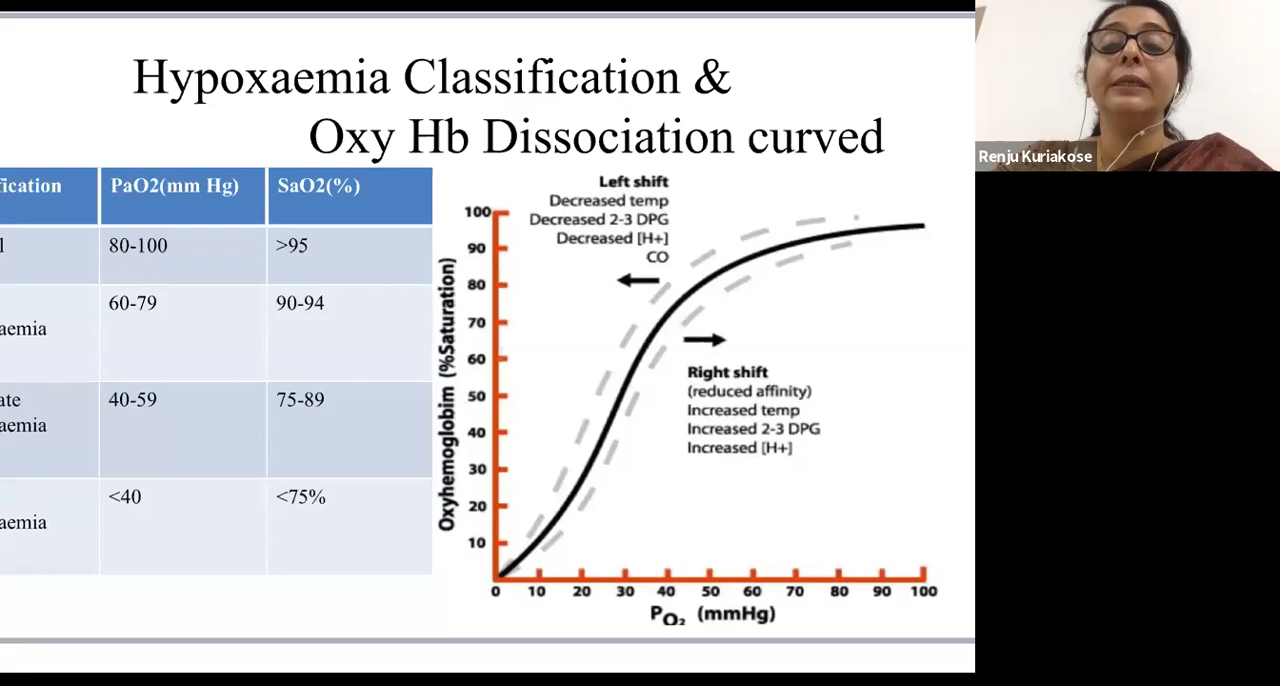 Hypoxaemia Classification &
Oxy Hb Dissociation curved
fication PaO2(mm Hg) SaO2(%)
l 80-100 >95
60-79 90-94
aemia
ate 40-59 75-89
aemia
<40 <75%
aemia
Left shift
Decreased temp
Decreased 2-3 DPG
Decreased [H+]
CO
Right shift
(reduced affinity)
Increased temp
Increased 2-3 DPG
Increased [H+]
Oxyhemoglobim (%Saturation)
100
90
80
70
60
50
40
30
20
10
0 10 20 30 40 50 60 70 80 90 100
PO₂ (mmHg)
Renju Kuriakose